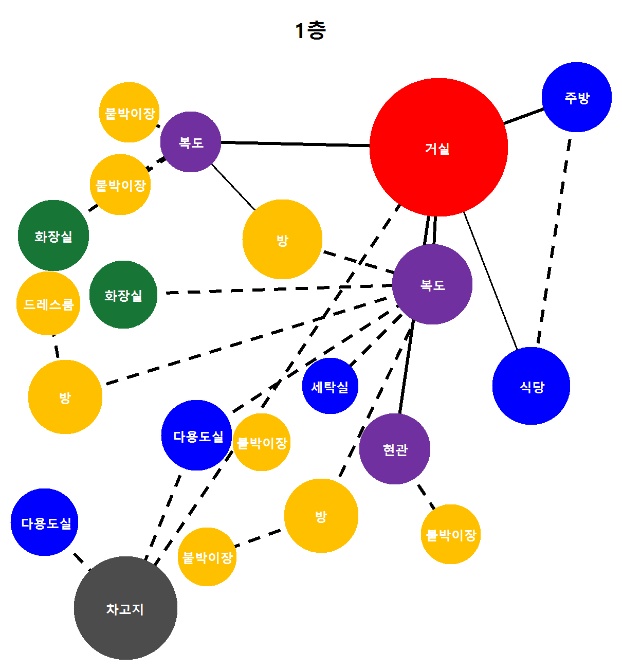 1층
주방
붙박이장
복도
거실
붙박이장
화장실
방
복도
화장실
드레스룸
세탁실
식당
방
다용도실
붙박이장
현관
방
다용도실
붙박이장
붙박이장
차고지